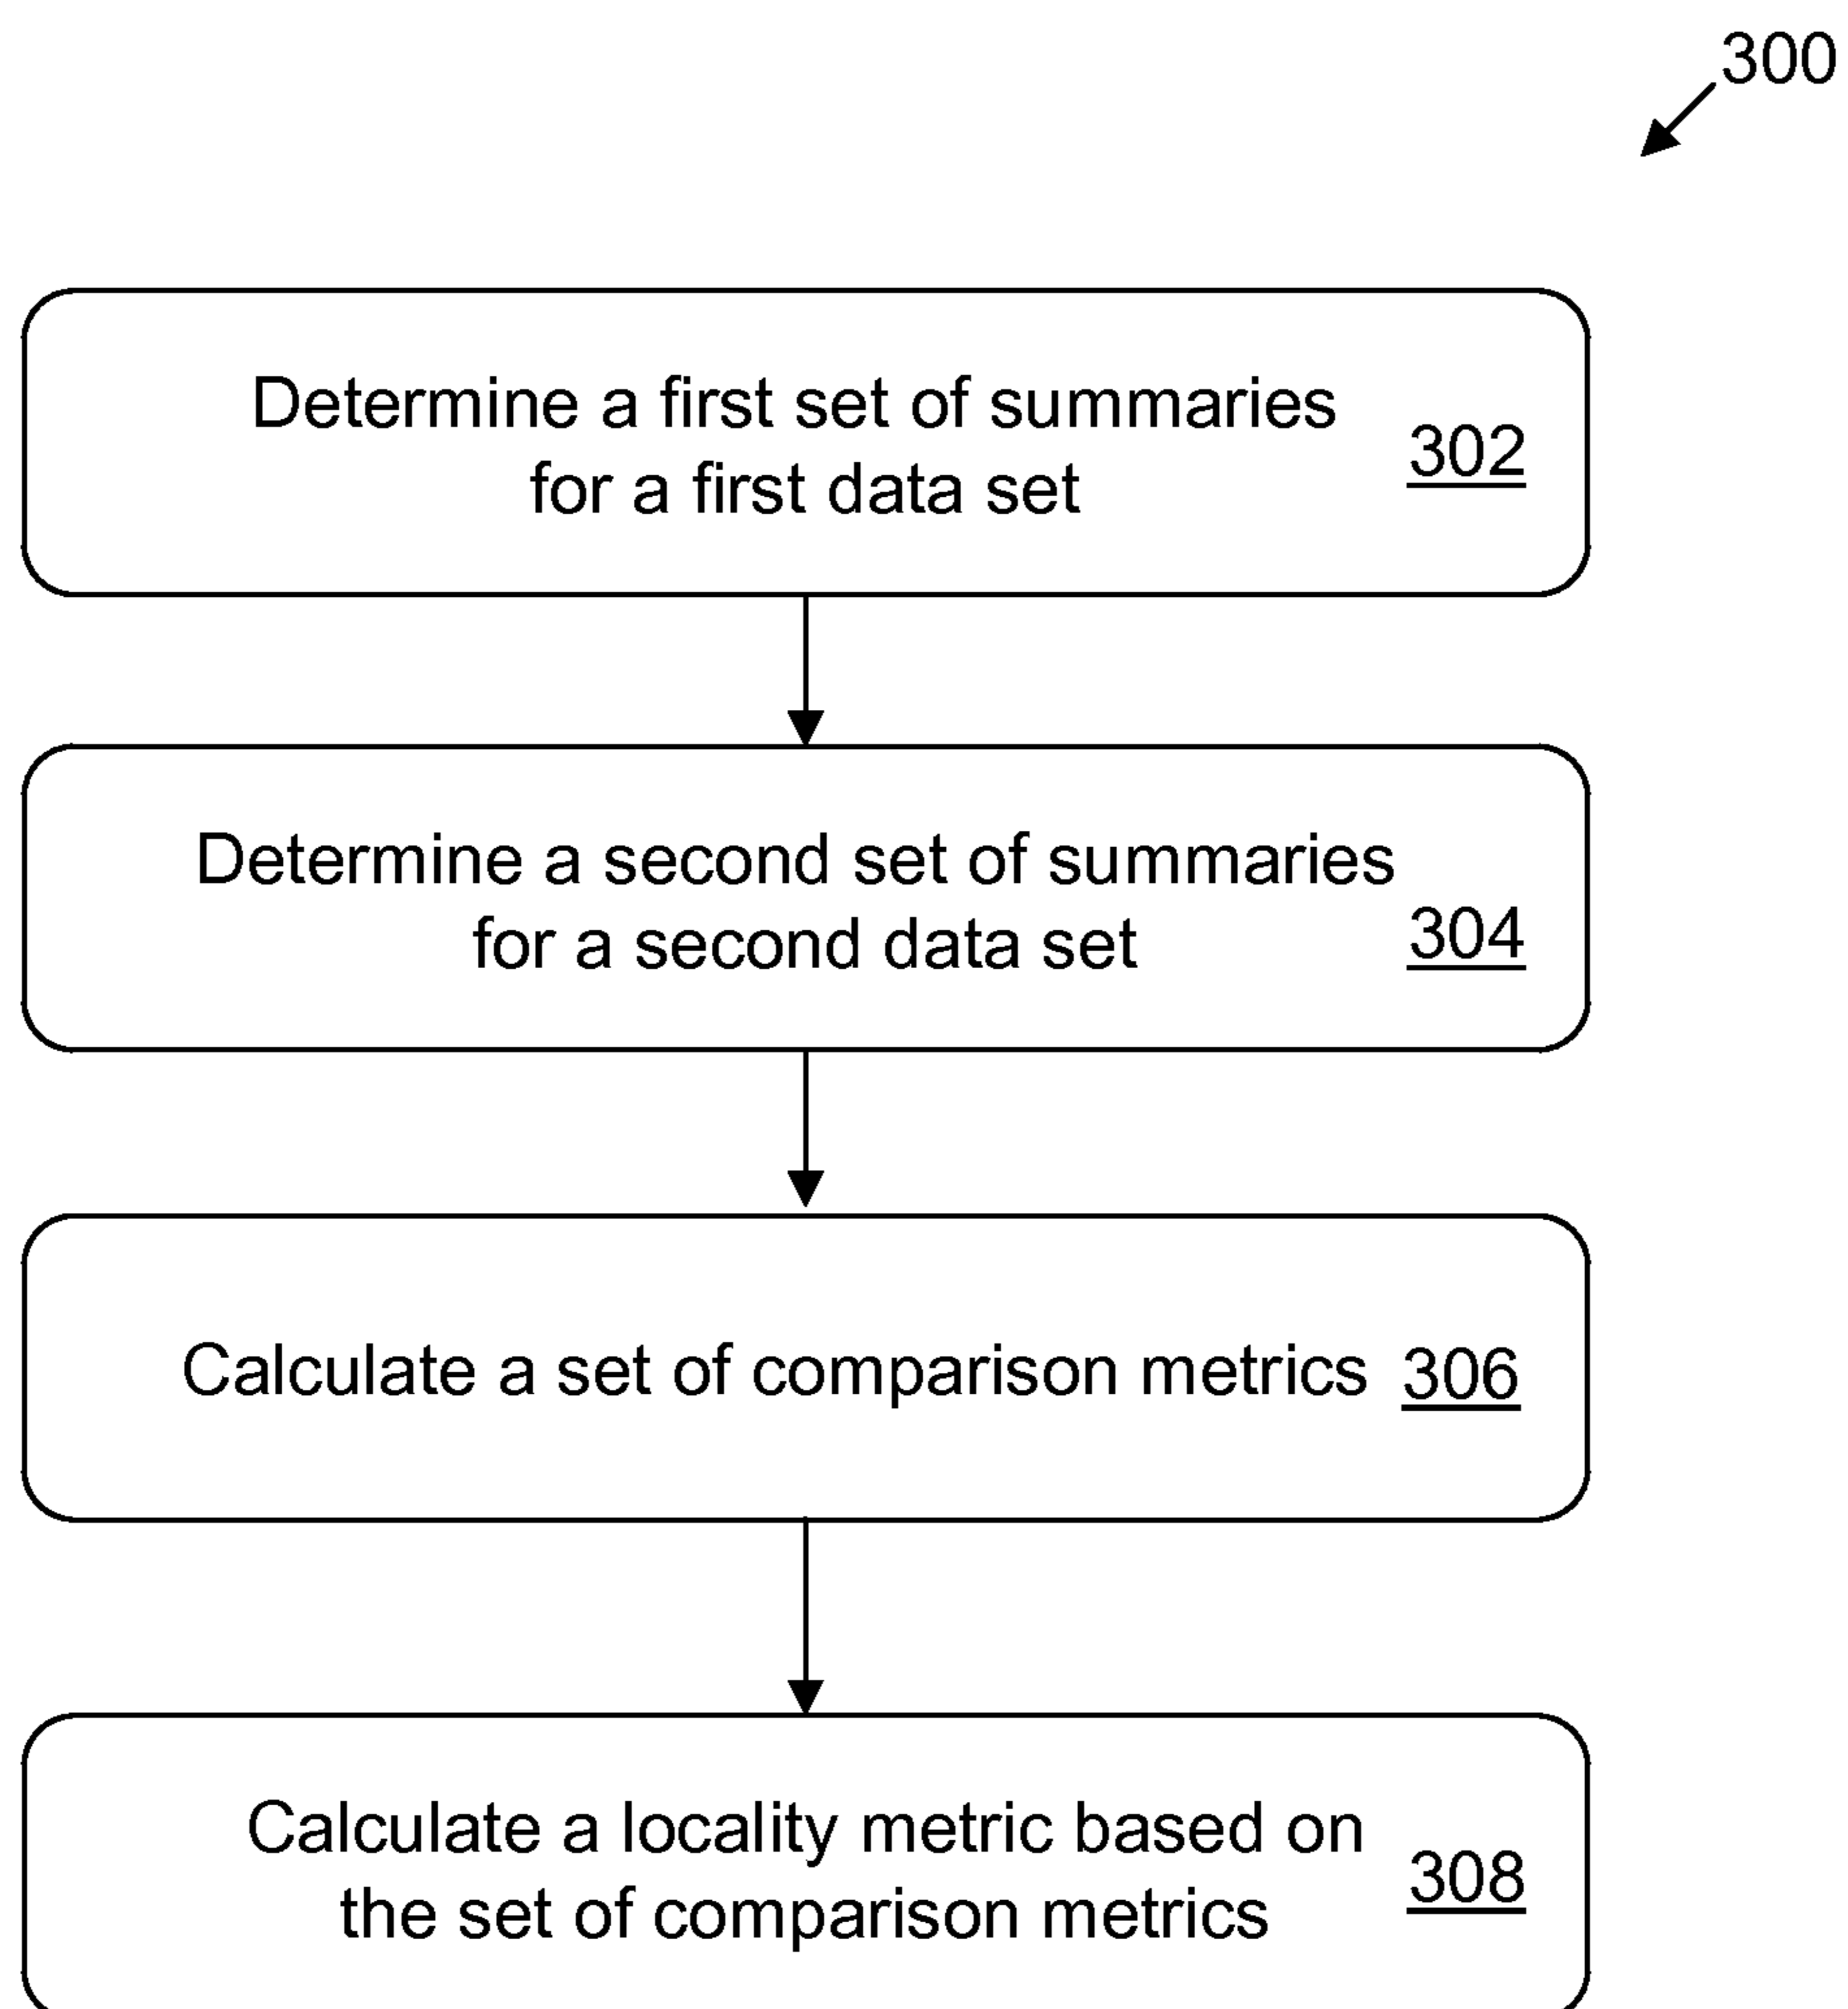 300
Determine a first set of summaries
for a first data set
302
Determine a second set of summaries
for a second data set
304
Calculate a set of comparison metrics 306
Calculate a locality metric based on
the set of comparison metrics
308